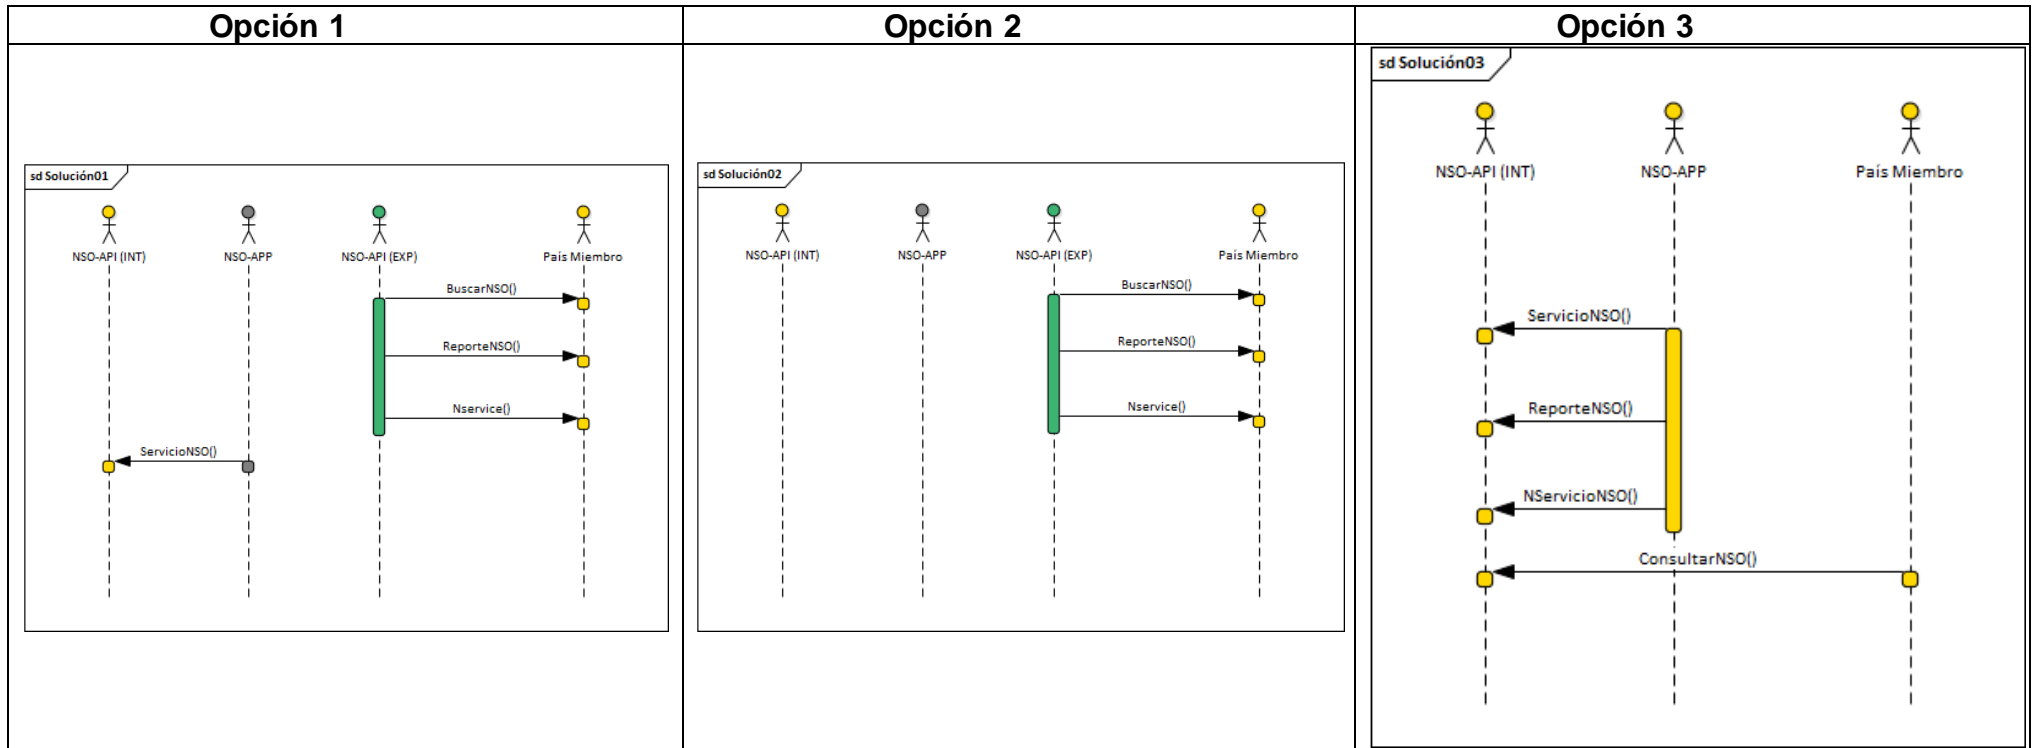 Opción 1
Opción 2
Opción 3
sd Solución01
NSO-API (INT)
NSO-APP
NSO-API (EXP)
País Miembro
BuscarNSO()
ReporteNSO()
Nservice()
ServicioNSO()
sd Solución02
NSO-API (INT)
NSO-APP
NSO-API (EXP)
País Miembro
BuscarNSO()
ReporteNSO()
Nservice()
sd Solución03
NSO-API (INT)
NSO-APP
País Miembro
ServicioNSO()
ReporteNSO()
NServicioNSO()
ConsultarNSO()